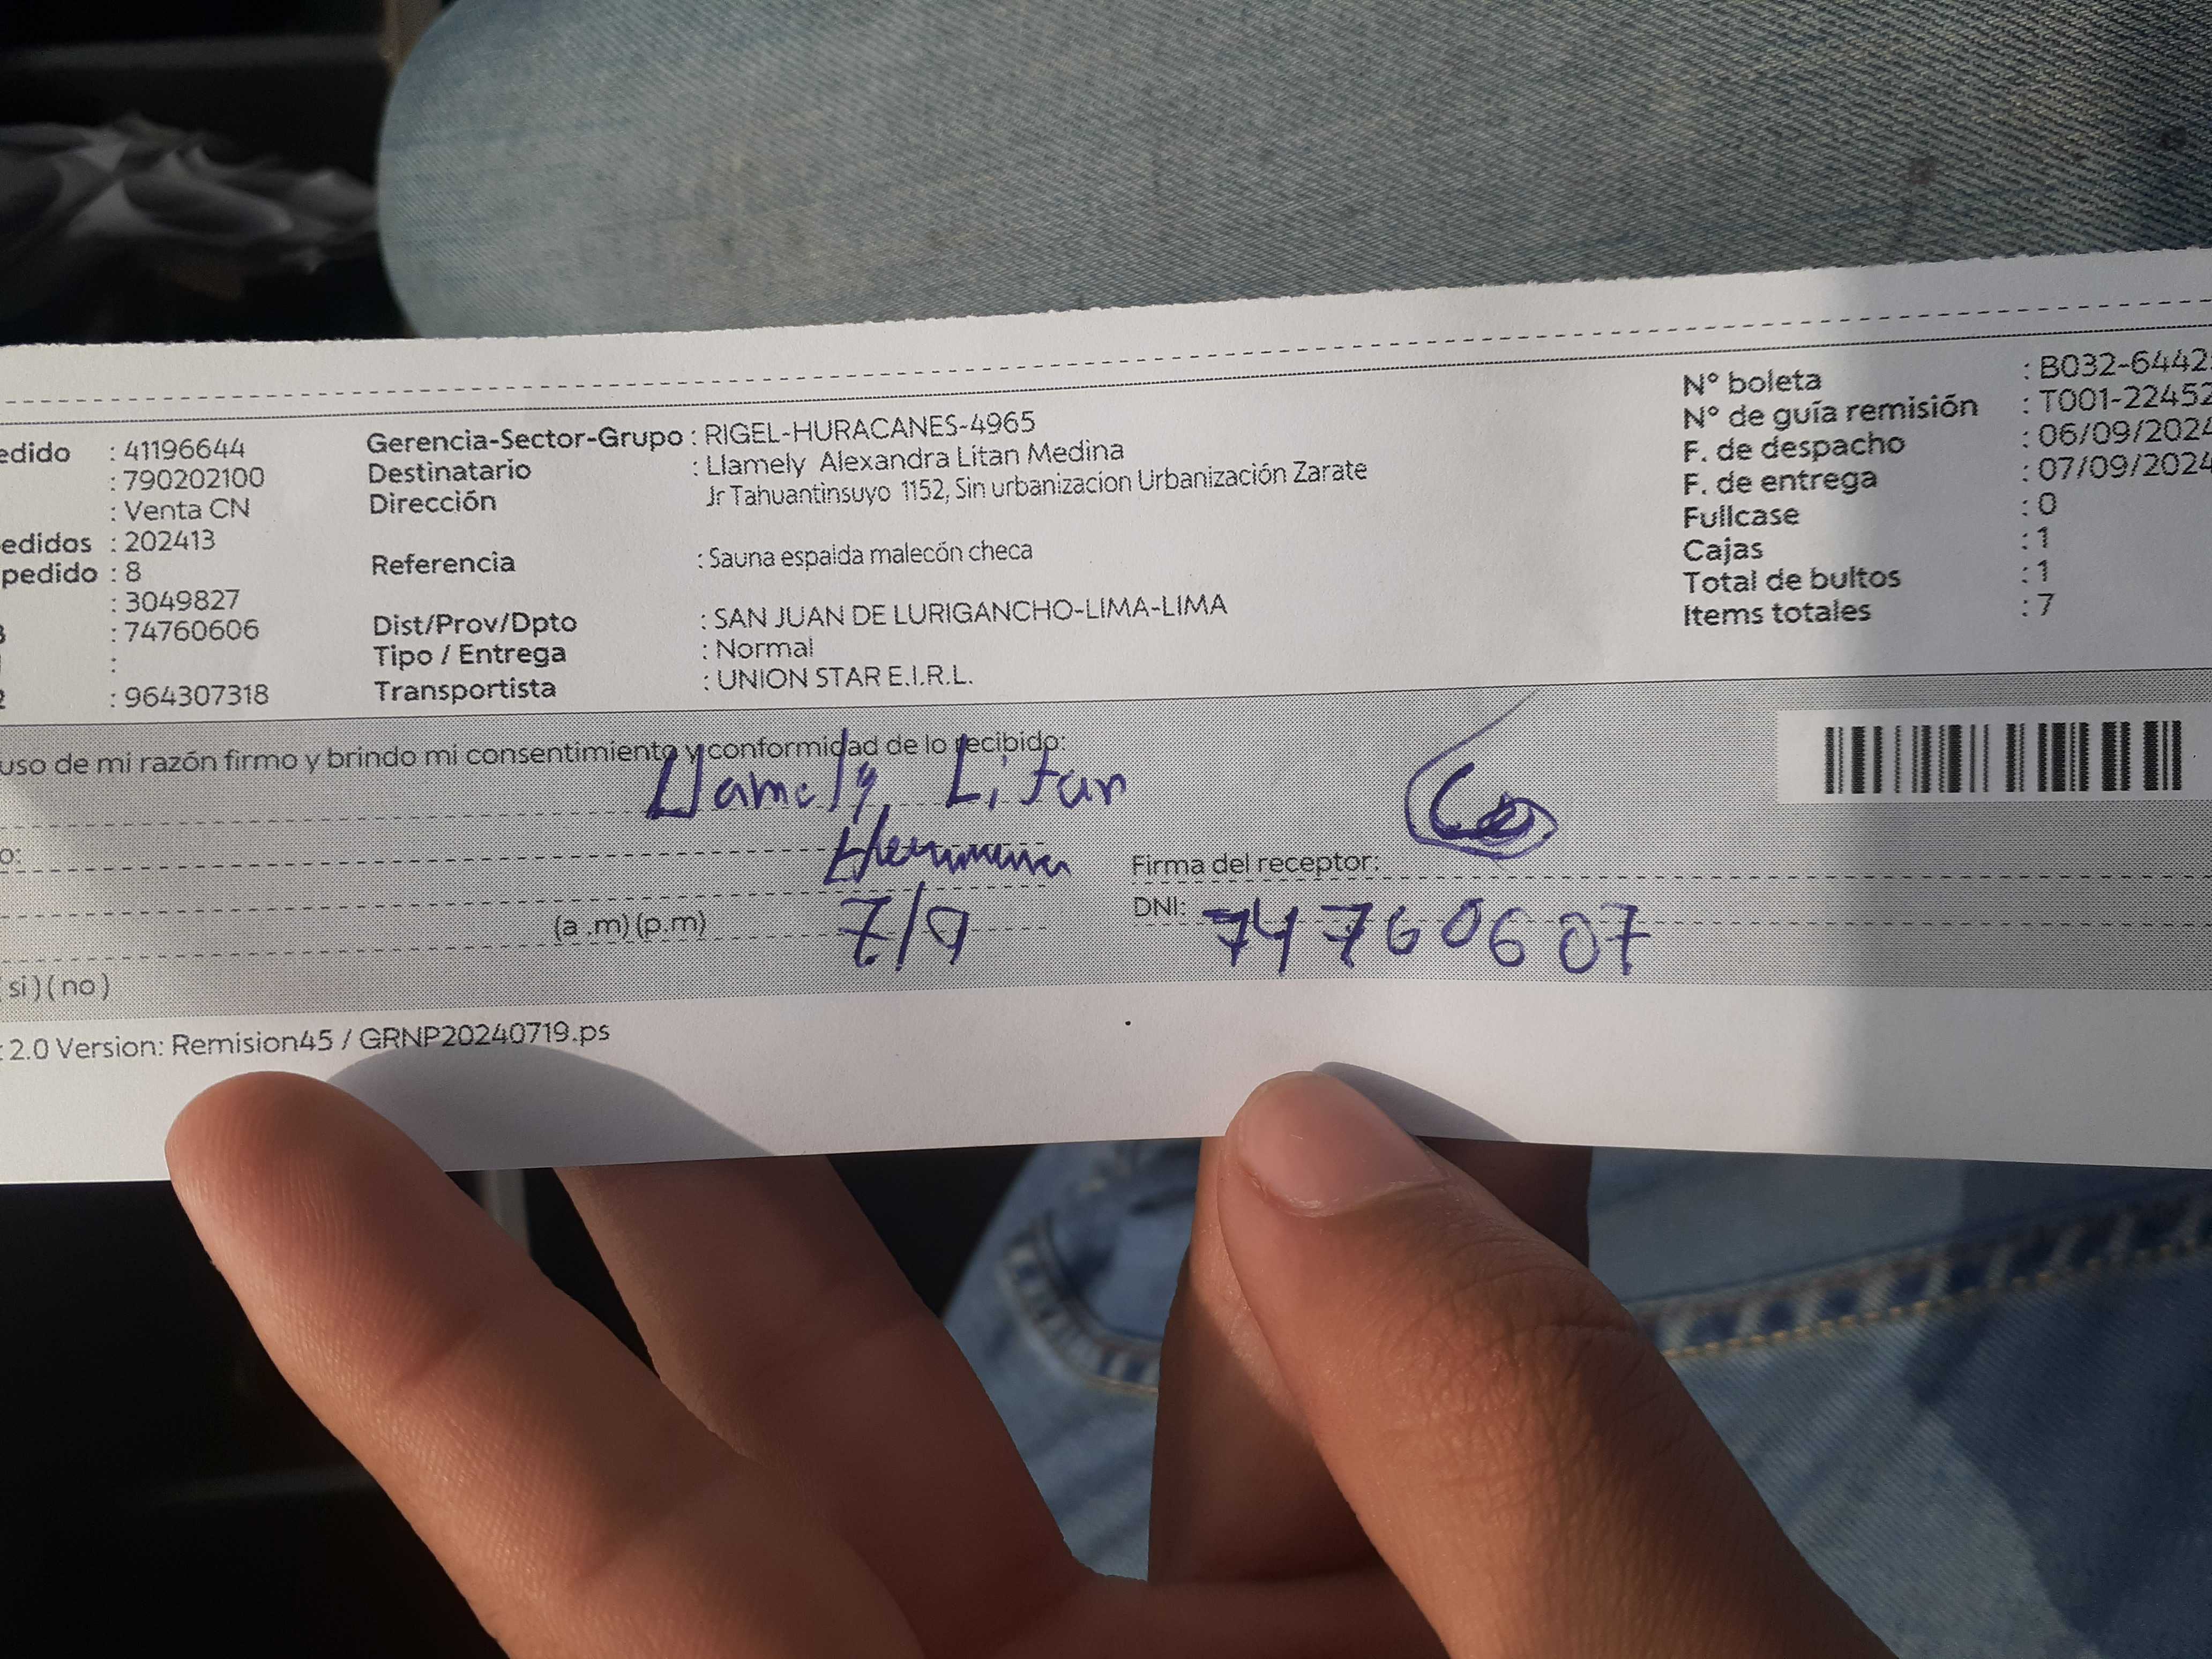 edido : 41196644
: 790202100
: Venta CN
edidos : 202413
pedido : 8
: 3049827
: 74760606
:
2 : 964307318
Gerencia-Sector-Grupo : RIGEL-HURACANES-4965
Destinatario : Llamely Alexandra Litan Medina
Dirección Jr Tahuantinsuyo 1152, Sin urbanizacion Urbanización Zarate
Referencia : Sauna espalda malecón checa
Dist/Prov/Dpto : SAN JUAN DE LURIGANCHO-LIMA-LIMA
Tipo / Entrega : Normal
Transportista : UNION STAR E.I.R.L.
N° boleta : B032-6442
N° de guía remisión : T001-22452
F. de despacho : 06/09/2024
F. de entrega : 07/09/2024
Fullcase : 0
Cajas : 1
Total de bultos : 1
Items totales : 7
uso de mi razón firmo y brindo mi consentimiento y conformidad de lo recibido:
Llamely Litan
o: Hermana
Firma del receptor:
(a .m) (p.m) 7/9
DNI: 74760607
si ) ( no )
2.0 Version: Remision45 / GRNP20240719.ps